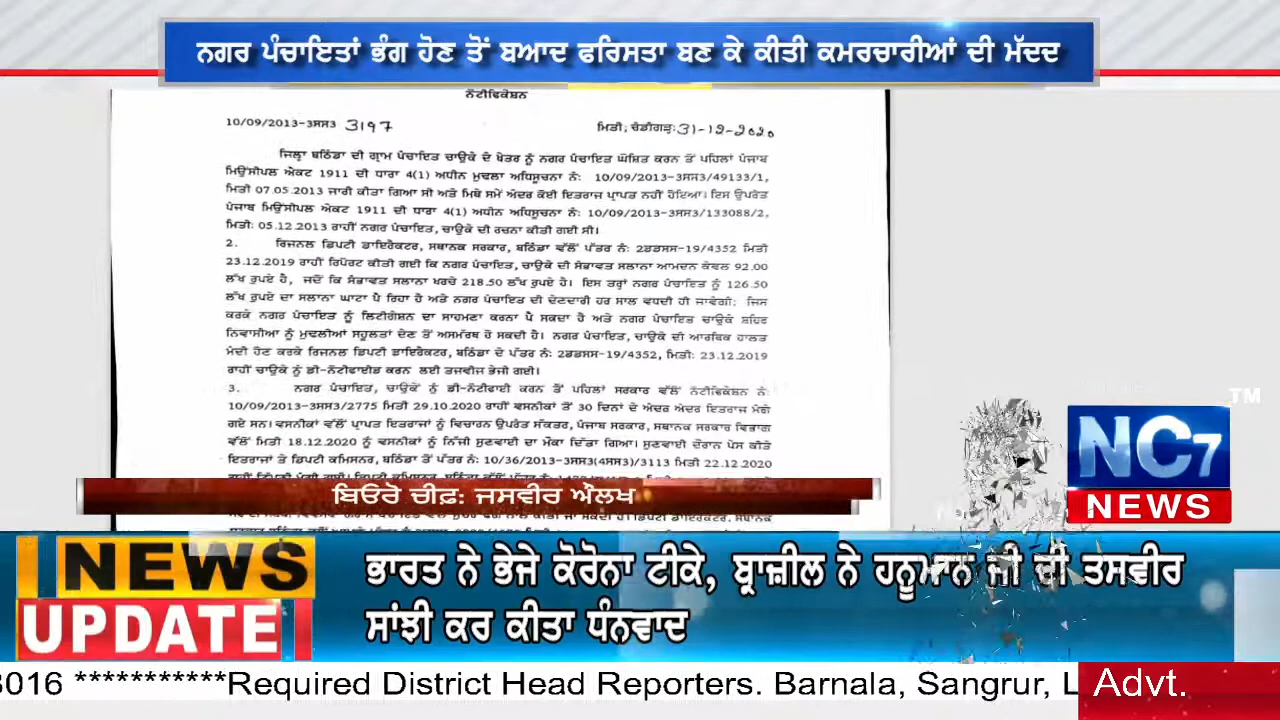 ਨਗਰ ਪੰਚਾਇਤਾਂ ਭੰਗ ਹੋਣ ਤੋਂ ਬਆਦ ਫਰਿਸਤਾ ਬਣ ਕੇ ਕੀਤੀ ਕਮਰਚਾਰੀਆਂ ਦੀ ਮੱਦਦ
ਨੋਟੀਫਿਕੇਸ਼ਨ
10/09/2013-3ਸਸ3 3197 ਮਿਤੀ, ਚੰਡੀਗੜ੍ਹ: 31-12-2020
ਜਿਲ੍ਹਾ ਬਠਿੰਡਾ ਦੀ ਗ੍ਰਾਮ ਪੰਚਾਇਤ ਚਾਉਕੇ ਦੇ ਖੇਤਰ ਨੂੰ ਨਗਰ ਪੰਚਾਇਤ ਘੋਸ਼ਿਤ ਕਰਨ ਤੋਂ ਪਹਿਲਾਂ ਪੰਜਾਬ
ਮਿਉਂਸੀਪਲ ਐਕਟ 1911 ਦੀ ਧਾਰਾ 4(1) ਅਧੀਨ ਮੁਢਲਾ ਅਧਿਸੂਚਨਾ ਨੰ: 10/09/2013-3ਸਸ3/49133/1,
ਮਿਤੀ 07.05.2013 ਜਾਰੀ ਕੀਤਾ ਗਿਆ ਸੀ ਅਤੇ ਮਿਥੇ ਸਮੇਂ ਅੰਦਰ ਕੋਈ ਇਤਰਾਜ ਪ੍ਰਾਪਤ ਨਹੀਂ ਹੋਇਆ। ਇਸ ਉਪਰੰਤ
ਪੰਜਾਬ ਮਿਉਂਸੀਪਲ ਐਕਟ 1911 ਦੀ ਧਾਰਾ 4(1) ਅਧੀਨ ਅਧਿਸੂਚਨਾ ਨੰ: 10/09/2013-3ਸਸ3/133088/2,
ਮਿਤੀ: 05.12.2013 ਰਾਹੀਂ ਨਗਰ ਪੰਚਾਇਤ, ਚਾਉਕੇ ਦੀ ਰਚਨਾ ਕੀਤੀ ਗਈ ਸੀ।
2. ਰਿਜਨਲ ਡਿਪਟੀ ਡਾਇਰੈਕਟਰ, ਸਥਾਨਕ ਸਰਕਾਰ, ਬਠਿੰਡਾ ਵੱਲੋਂ ਪੱਤਰ ਨੰ: 2ਡਡਸਸ-19/4352 ਮਿਤੀ
23.12.2019 ਰਾਹੀਂ ਰਿਪੋਰਟ ਕੀਤੀ ਗਈ ਕਿ ਨਗਰ ਪੰਚਾਇਤ, ਚਾਉਕੇ ਦੀ ਸੰਭਾਵਤ ਸਲਾਨਾ ਆਮਦਨ ਕੇਵਲ 92.00
ਲੱਖ ਰੁਪਏ ਹੈ, ਜਦੋਂ ਕਿ ਸੰਭਾਵਤ ਸਲਾਨਾ ਖਰਚੇ 218.50 ਲੱਖ ਰੁਪਏ ਹੈ। ਇਸ ਤਰ੍ਹਾਂ ਨਗਰ ਪੰਚਾਇਤ ਨੂੰ 126.50
ਲੱਖ ਰੁਪਏ ਦਾ ਸਲਾਨਾ ਘਾਟਾ ਪੈ ਰਿਹਾ ਹੈ ਅਤੇ ਨਗਰ ਪੰਚਾਇਤ ਦੀ ਦੇਣਦਾਰੀ ਹਰ ਸਾਲ ਵਧਦੀ ਹੀ ਜਾਵੇਗੀ; ਜਿਸ
ਕਰਕੇ ਨਗਰ ਪੰਚਾਇਤ ਨੂੰ ਲਿਟੀਗੇਸ਼ਨ ਦਾ ਸਾਹਮਣਾ ਕਰਨਾ ਪੈ ਸਕਦਾ ਹੈ ਅਤੇ ਨਗਰ ਪੰਚਾਇਤ ਚਾਉਕੇ ਸ਼ਹਿਰ
ਨਿਵਾਸੀਆਂ ਨੂੰ ਮੁਢਲੀਆਂ ਸਹੂਲਤਾਂ ਦੇਣ ਤੋਂ ਅਸਮੱਰਥ ਹੋ ਸਕਦੀ ਹੈ। ਨਗਰ ਪੰਚਾਇਤ, ਚਾਉਕੇ ਦੀ ਆਰਥਿਕ ਹਾਲਤ
ਮੰਦੀ ਹੋਣ ਕਰਕੇ ਰਿਜਨਲ ਡਿਪਟੀ ਡਾਇਰੈਕਟਰ, ਬਠਿੰਡਾ ਦੇ ਪੱਤਰ ਨੰ: 2ਡਡਸਸ-19/4352, ਮਿਤੀ: 23.12.2019
ਰਾਹੀਂ ਚਾਉਕੇ ਨੂੰ ਡੀ-ਨੋਟੀਫਾਈਡ ਕਰਨ ਲਈ ਤਜਵੀਜ ਭੇਜੀ ਗਈ।
3. ਨਗਰ ਪੰਚਾਇਤ, ਚਾਉਕੇ ਨੂੰ ਡੀ-ਨੋਟੀਫਾਈ ਕਰਨ ਤੋਂ ਪਹਿਲਾਂ ਸਰਕਾਰ ਵੱਲੋਂ ਨੋਟੀਫਿਕੇਸ਼ਨ ਨੰ:
10/09/2013-3ਸਸ3/2775 ਮਿਤੀ 29.10.2020 ਰਾਹੀਂ ਵਸਨੀਕਾਂ ਤੋਂ 30 ਦਿਨਾਂ ਦੇ ਅੰਦਰ ਅੰਦਰ ਇਤਰਾਜ ਮੰਗੇ
ਗਏ ਸਨ। ਵਸਨੀਕਾਂ ਵੱਲੋਂ ਪ੍ਰਾਪਤ ਇਤਰਾਜਾਂ ਨੂੰ ਵਿਚਾਰਨ ਉਪਰੰਤ ਸਕੱਤਰ, ਪੰਜਾਬ ਸਰਕਾਰ, ਸਥਾਨਕ ਸਰਕਾਰ ਵਿਭਾਗ
ਵੱਲੋਂ ਮਿਤੀ 18.12.2020 ਨੂੰ ਵਸਨੀਕਾਂ ਨੂੰ ਨਿੱਜੀ ਸੁਣਵਾਈ ਦਾ ਮੌਕਾ ਦਿੱਤਾ ਗਿਆ। ਸੁਣਵਾਈ ਦੌਰਾਨ ਪੇਸ਼ ਕੀਤੇ
ਇਤਰਾਜਾਂ ਤੇ ਡਿਪਟੀ ਕਮਿਸਨਰ, ਬਠਿੰਡਾ ਤੋਂ ਪੱਤਰ ਨੰ: 10/36/2013-3ਸਸ3(4ਸਸ3)/3113 ਮਿਤੀ 22.12.2020
ਬਿਓਰੋ ਚੀਫ਼: ਜਸਵੀਰ ਔਲਖ
TM
NC7
NEWS
NEWS
UPDATE
ਭਾਰਤ ਨੇ ਭੇਜੇ ਕੋਰੋਨਾ ਟੀਕੇ, ਬ੍ਰਾਜ਼ੀਲ ਨੇ ਹਨੂਮਾਨ ਜੀ ਦੀ ਤਸਵੀਰ
ਸਾਂਝੀ ਕਰ ਕੀਤਾ ਧੰਨਵਾਦ
3016 ***********Required District Head Reporters. Barnala, Sangrur, L
Advt.